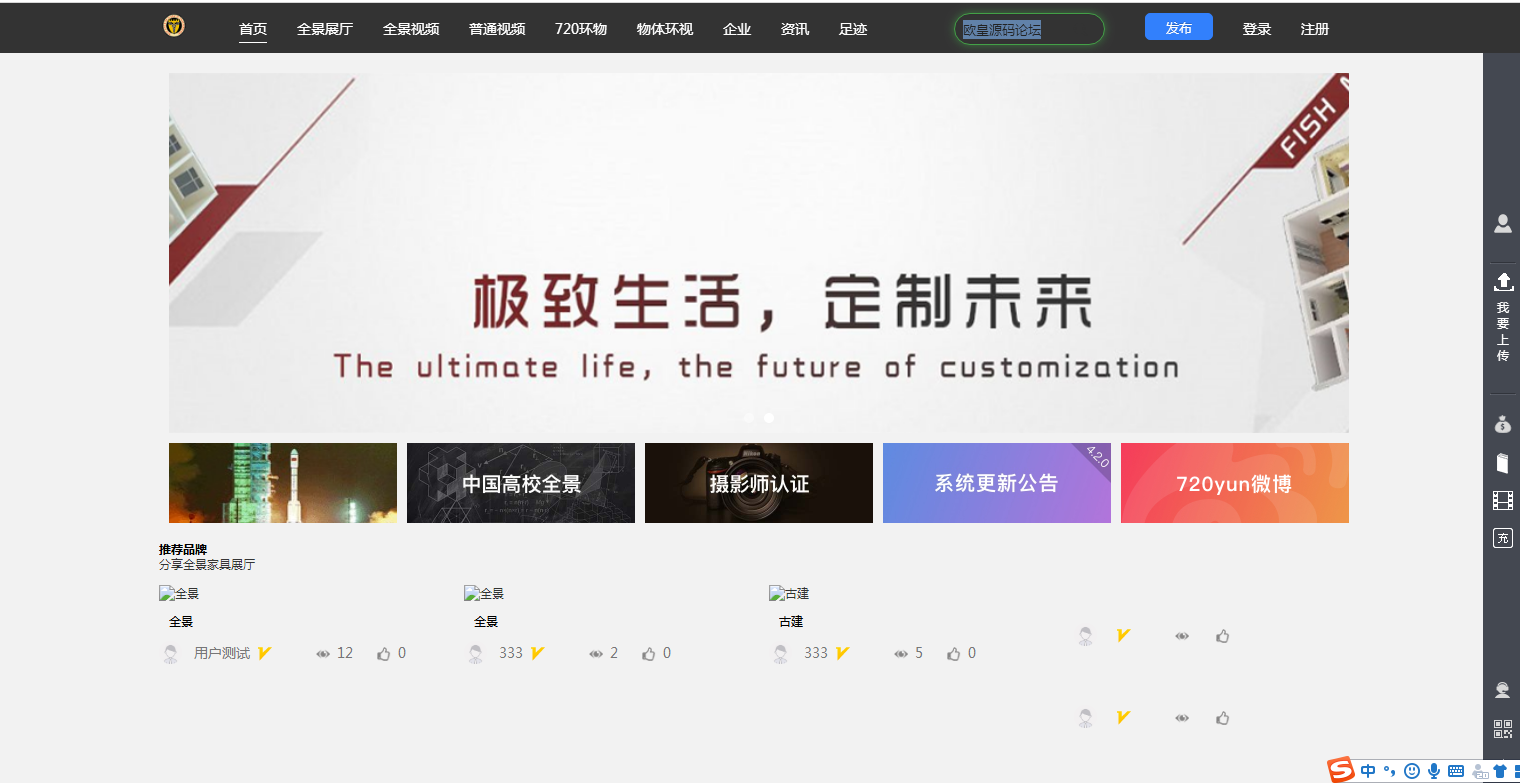 首页 全景展厅 全景视频 普通视频 720环物 物体环视 企业 资讯 足迹 欧皇源码论坛 发布 登录 注册
FISH
极致生活，定制未来
The ultimate life, the future of customization
我要上传
中国高校全景 摄影师认证 系统更新公告 4.2.0 720yun微博
充
推荐品牌
分享全景家具展厅
全景 全景 古建
全景 全景 古建
用户测试 V 12 0 333 V 2 0 333 V 5 0 V
V
S 中